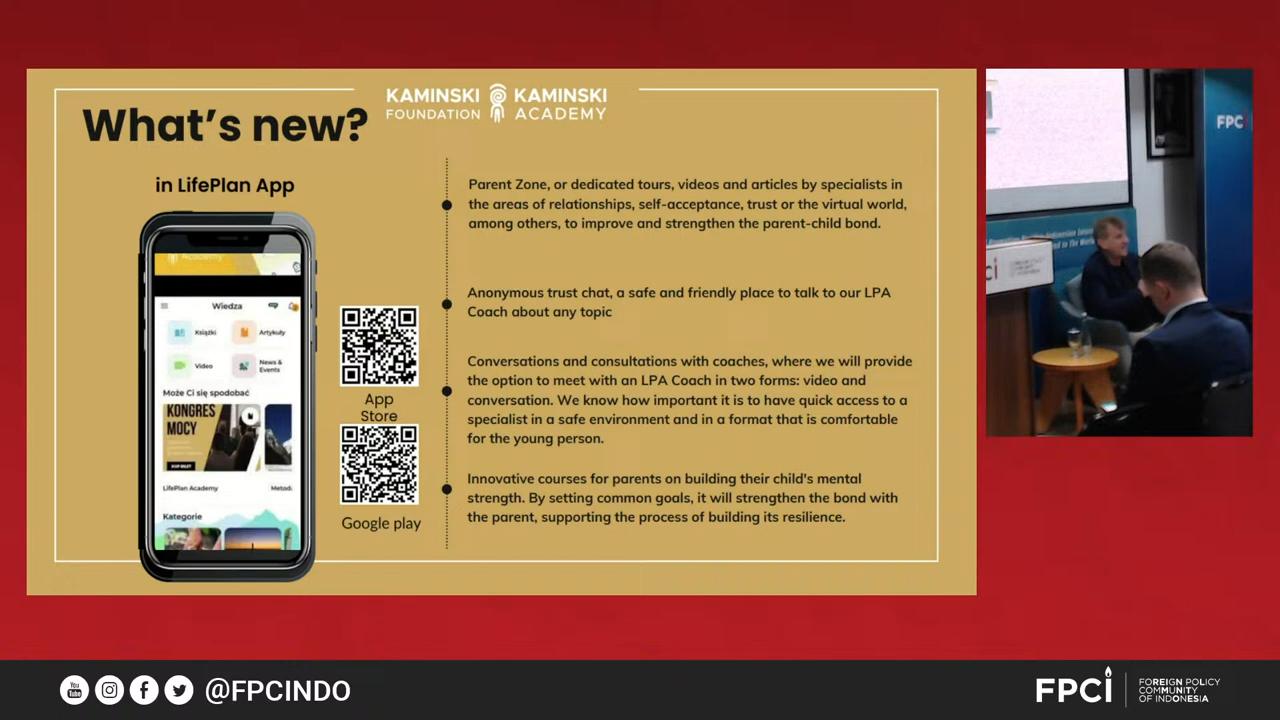 What's new?
KAMINSKI FOUNDATION
KAMINSKI ACADEMY
in LifePlan App
Academy
Wiedza
Książki
Artykuły
Video
News & Events
Może Ci się spodobać
KONGRES
MOCY
KUP BILET
LifePlan Academy
Metod
Kategorie
App
Store
Google play
Parent Zone, or dedicated tours, videos and articles by specialists in
the areas of relationships, self-acceptance, trust or the virtual world,
among others, to improve and strengthen the parent-child bond.
Anonymous trust chat, a safe and friendly place to talk to our LPA
Coach about any topic
Conversations and consultations with coaches, where we will provide
the option to meet with an LPA Coach in two forms: video and
conversation. We know how important it is to have quick access to a
specialist in a safe environment and in a format that is comfortable
for the young person.
Innovative courses for parents on building their child's mental
strength. By setting common goals, it will strengthen the bond with
the parent, supporting the process of building its resilience.
FPC
You
Tube
@FPCINDO
FPCI
FOREIGN POLICY
COMMUNITY
OF INDONESIA